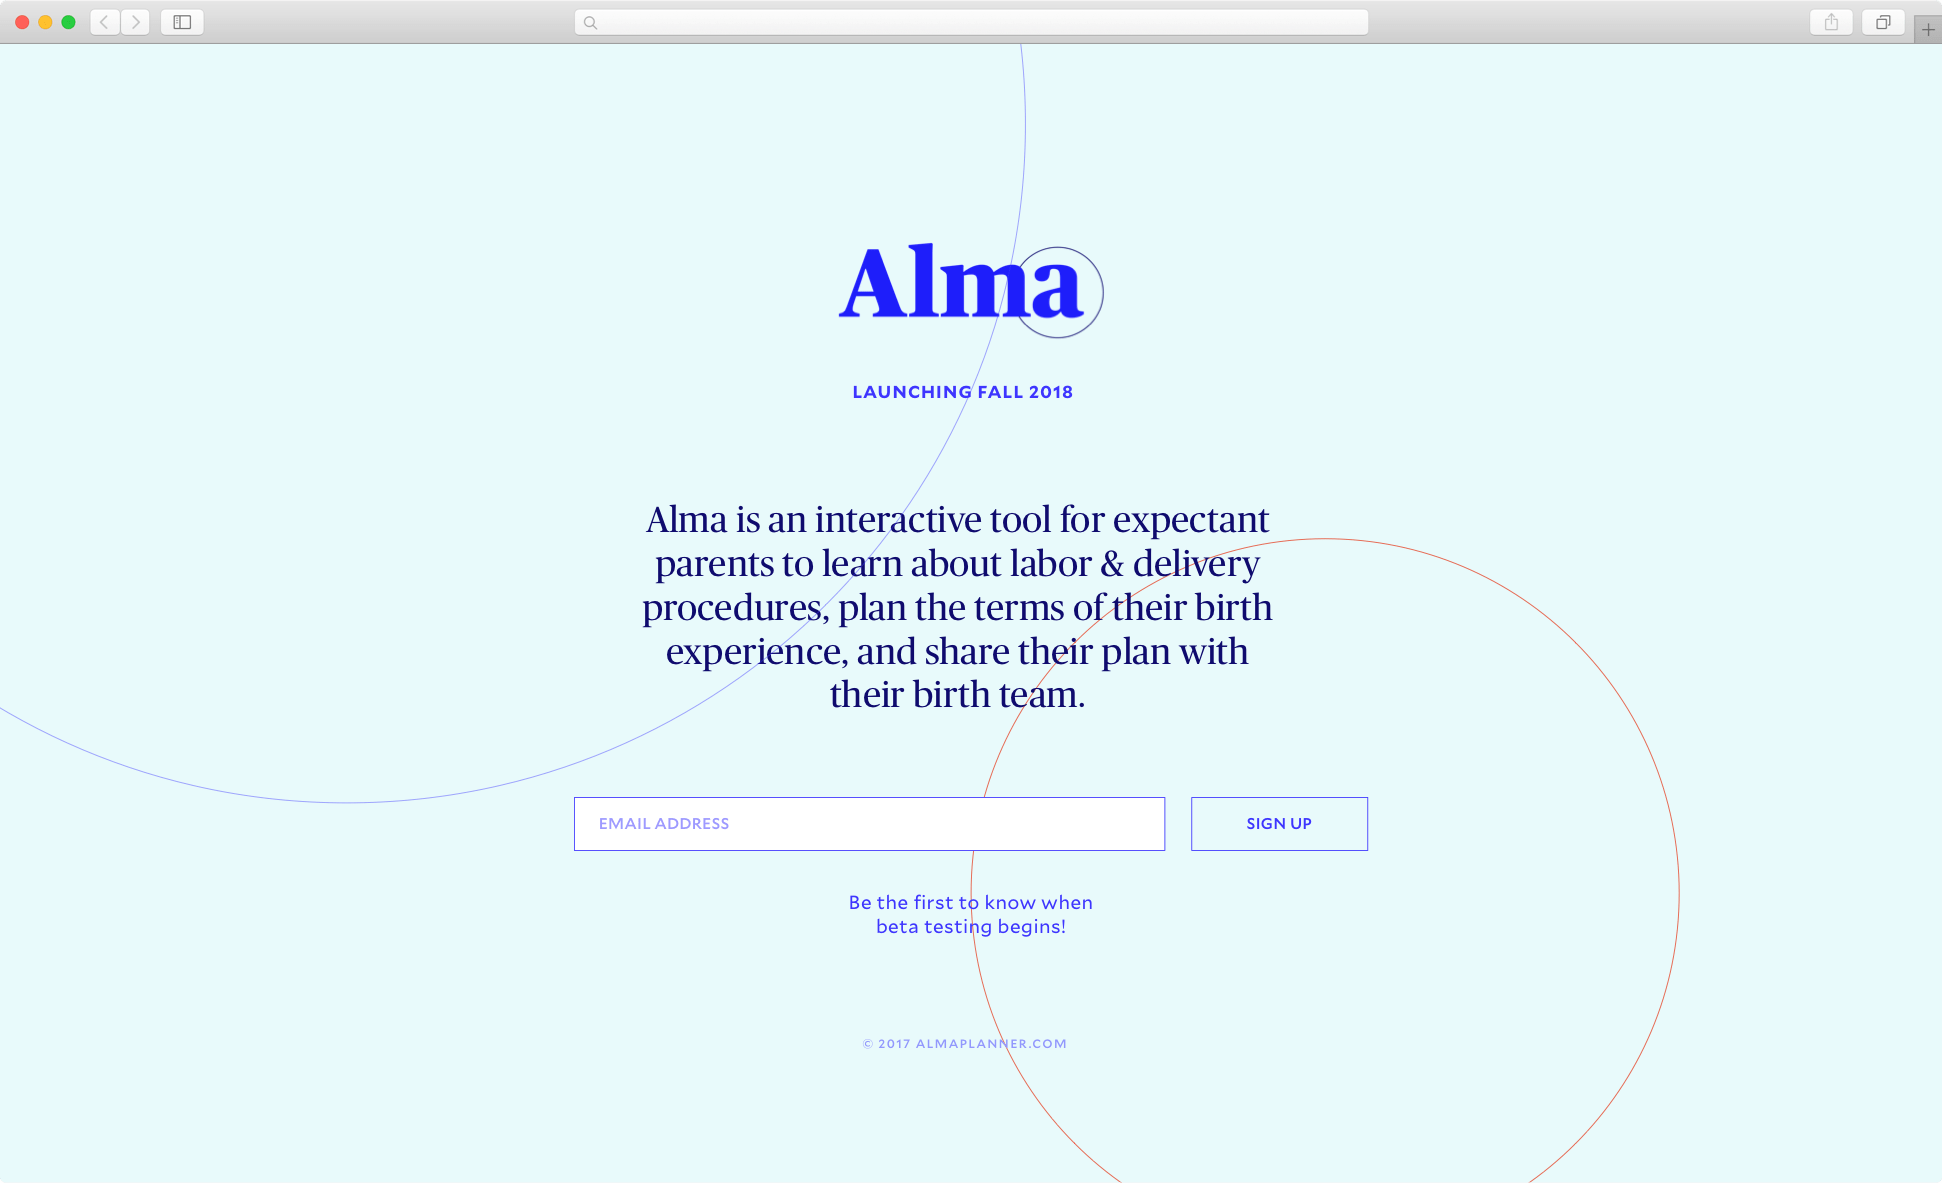 Alma
LAUNCHING FALL 2018
Alma is an interactive tool for expectant
parents to learn about labor & delivery
procedures, plan the terms of their birth
experience, and share their plan with
their birth team.
EMAIL ADDRESS
SIGN UP
Be the first to know when
beta testing begins!
© 2017 ALMAPLANNER.COM